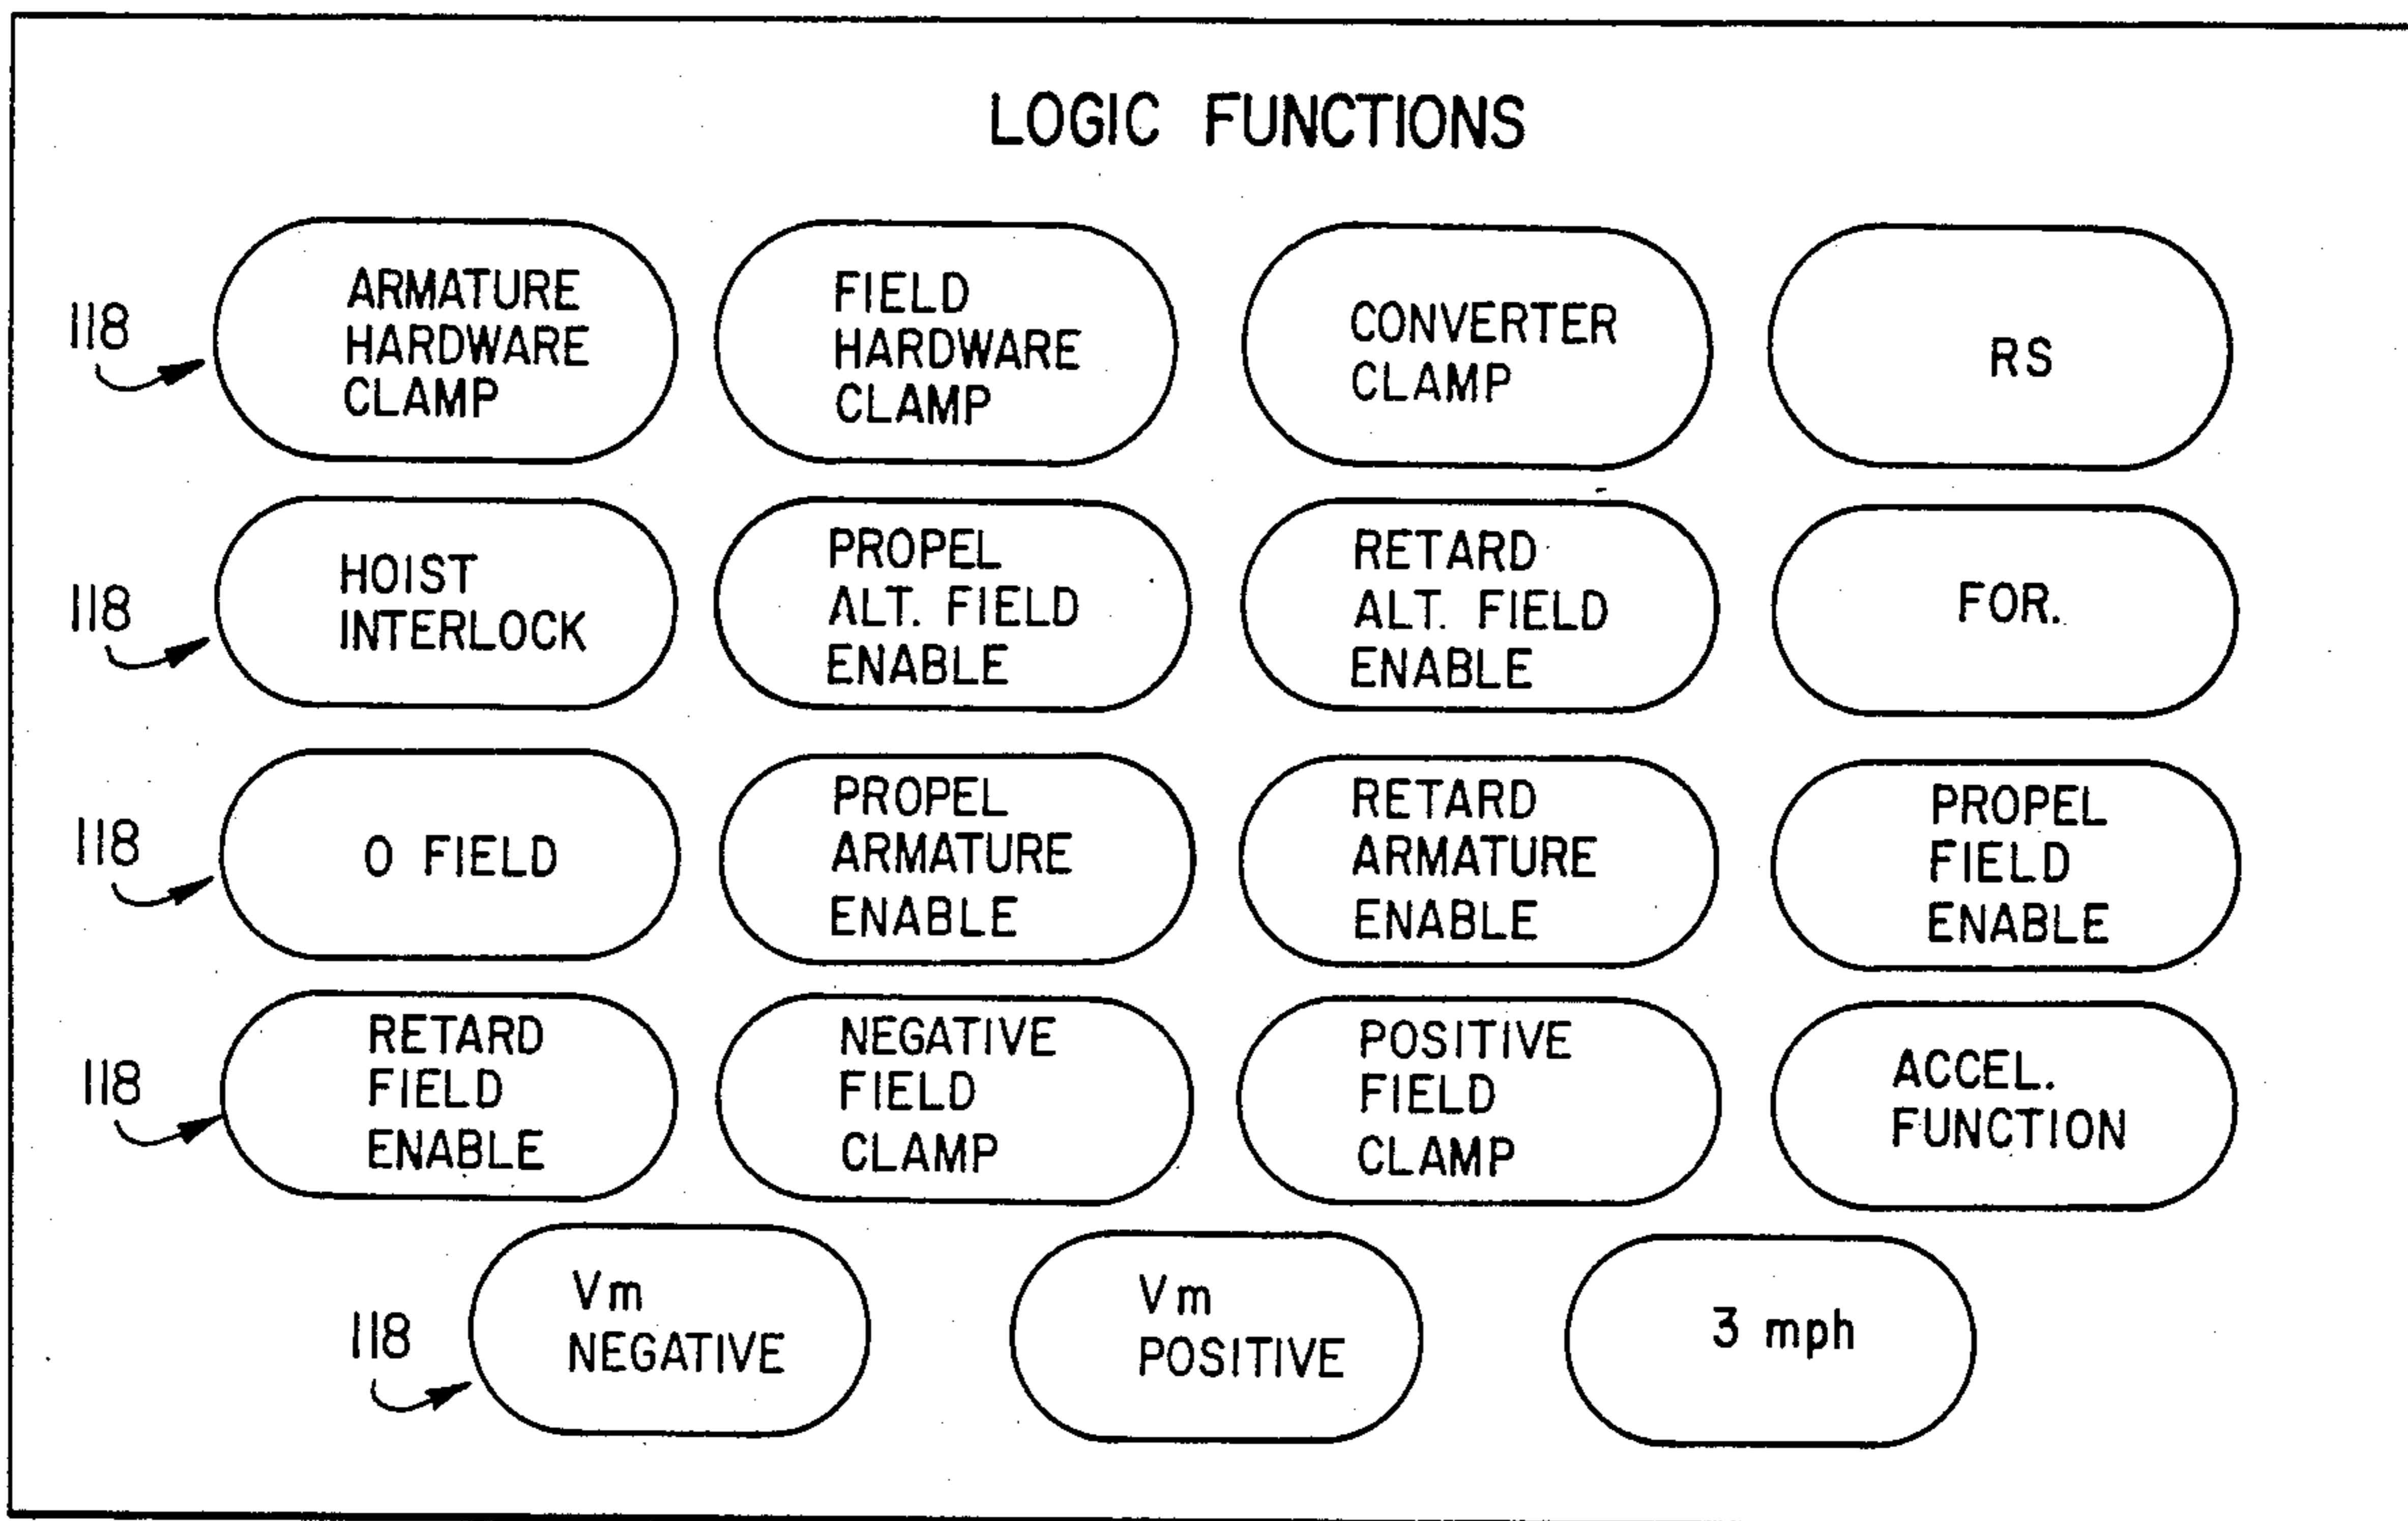 LOGIC FUNCTIONS
118
ARMATURE
HARDWARE
CLAMP
FIELD
HARDWARE
CLAMP
CONVERTER
CLAMP
RS
118
HOIST
INTERLOCK
PROPEL
ALT. FIELD
ENABLE
RETARD
ALT. FIELD
ENABLE
FOR.
118
O FIELD
PROPEL
ARMATURE
ENABLE
RETARD
ARMATURE
ENABLE
PROPEL
FIELD
ENABLE
118
RETARD
FIELD
ENABLE
NEGATIVE
FIELD
CLAMP
POSITIVE
FIELD
CLAMP
ACCEL.
FUNCTION
118
Vm
NEGATIVE
Vm
POSITIVE
3 mph